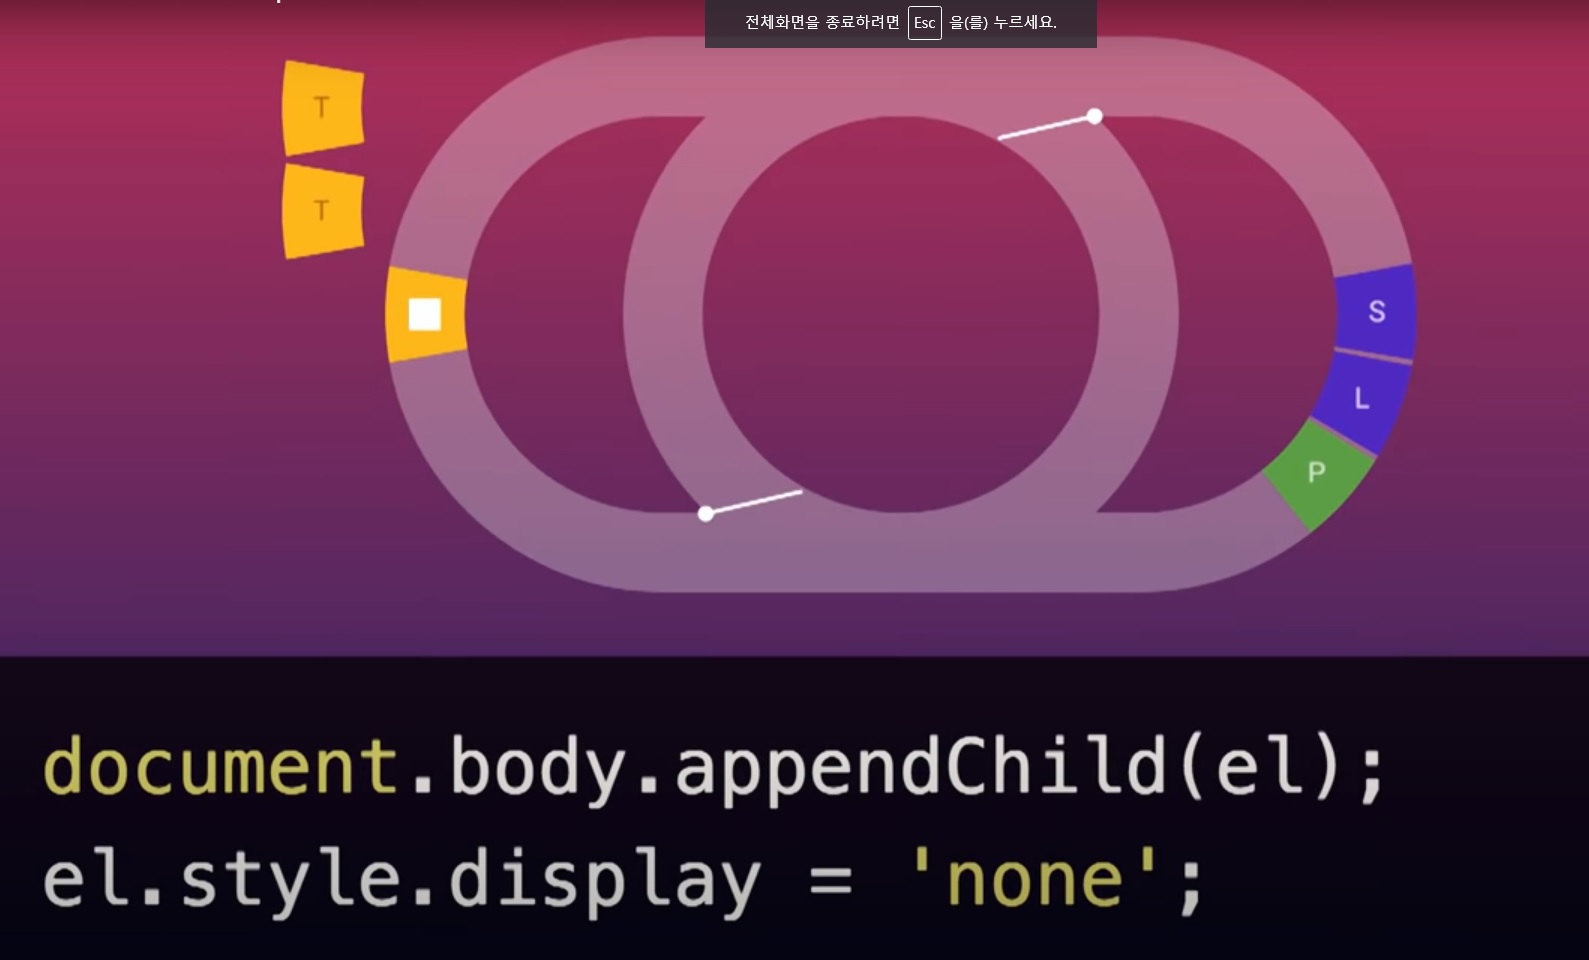 전체화면을 종료하려면 Esc 을(를) 누르세요.
T
T
S
L
P
document.body.appendChild(el);
el.style.display = 'none';